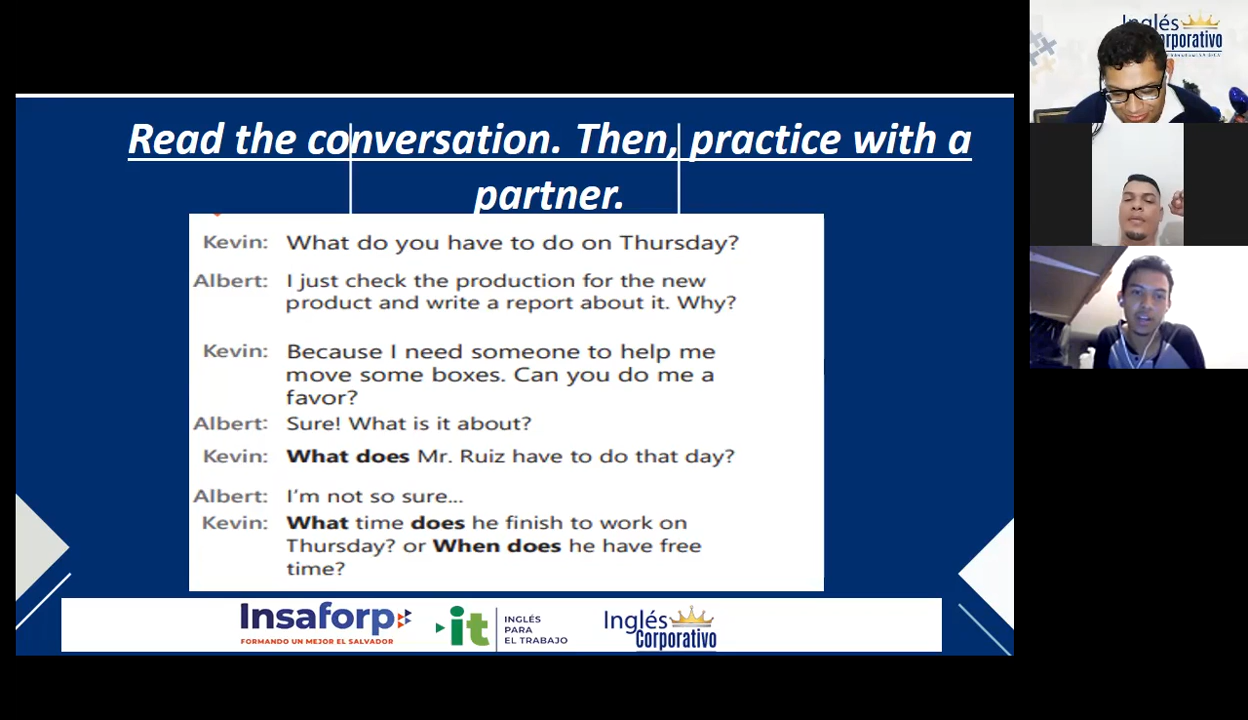 Read the conversation. Then, practice with a
partner.
Kevin: What do you have to do on Thursday?
Albert: I just check the production for the new
product and write a report about it. Why?
Kevin: Because I need someone to help me
move some boxes. Can you do me a
favor?
Albert: Sure! What is it about?
Kevin: What does Mr. Ruiz have to do that day?
Albert: I'm not so sure...
Kevin: What time does he finish to work on
Thursday? or When does he have free
time?
Insaforp
FORMANDO UN MEJOR EL SALVADOR
it
INGLÉS
PARA
EL TRABAJO
Inglés
Corporativo
Inglés
orporativo